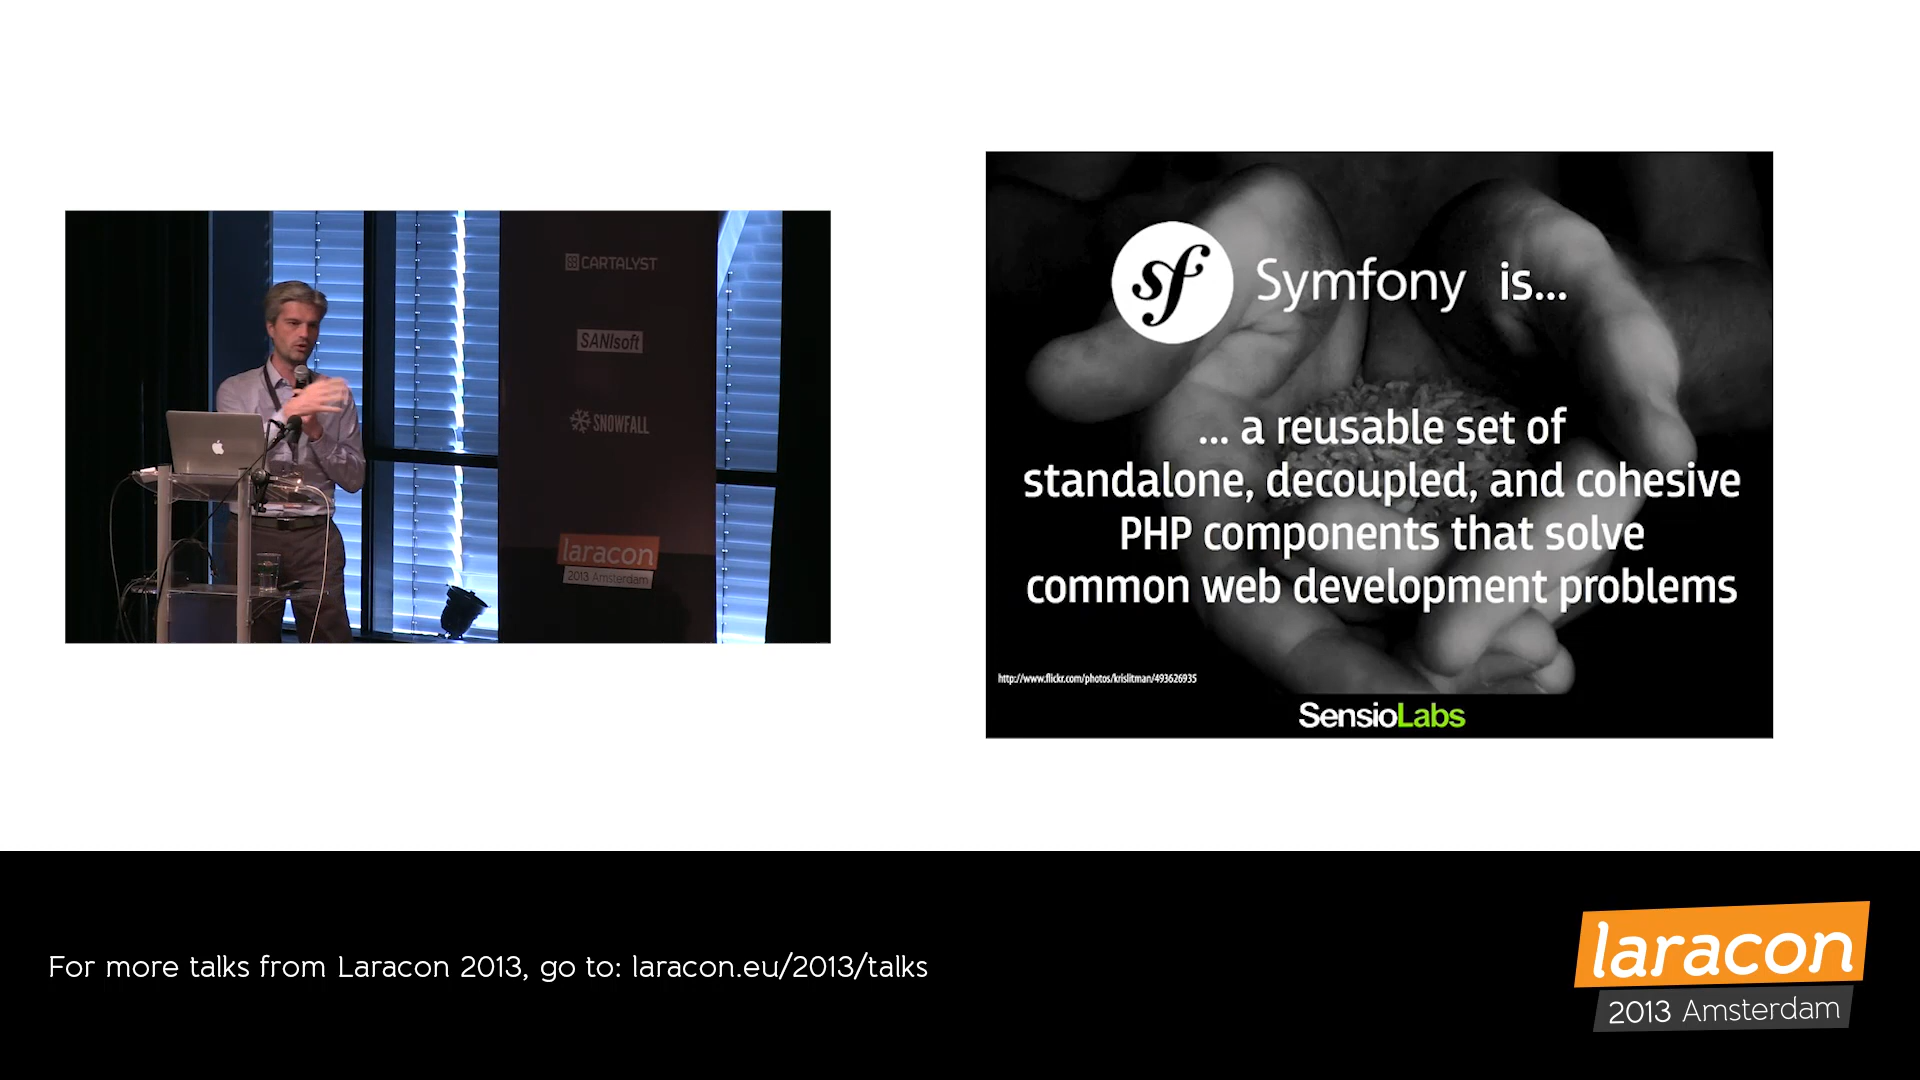 CARTALYST
SANIsoft
SNOWFALL
laracon
2013 Amsterdam
sf Symfony is...
... a reusable set of
standalone, decoupled, and cohesive
PHP components that solve
common web development problems
http://www.flickr.com/photos/krislitman/493626935
SensioLabs
For more talks from Laracon 2013, go to: laracon.eu/2013/talks
laracon
2013 Amsterdam